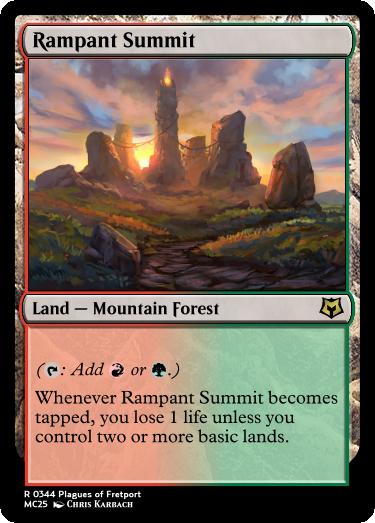 Rampant Summit
Land — Mountain Forest
(: Add or .)
Whenever Rampant Summit becomes
tapped, you lose 1 life unless you
control two or more basic lands.
R 0344 Plagues of Fretport
MC25 Chris Karbach